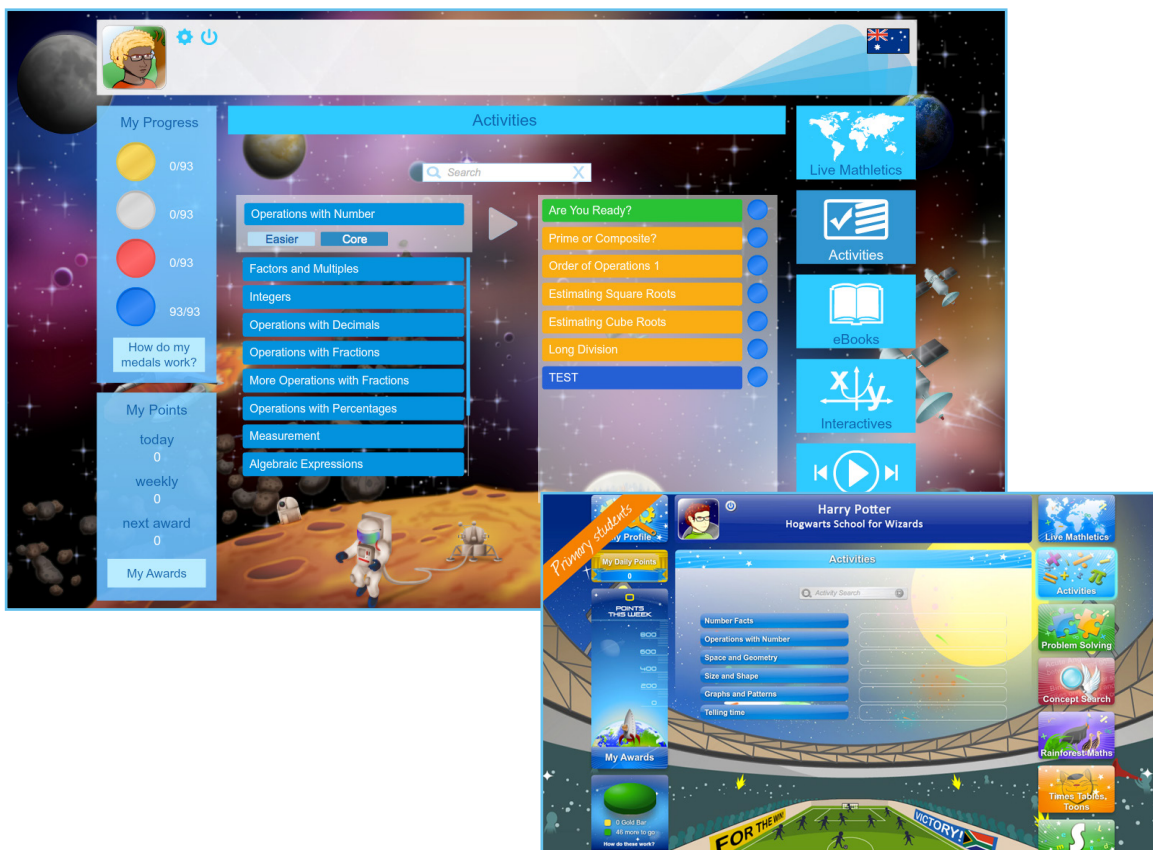 My Progress
0/93
0/93
0/93
93/93
How do my
medals work?
My Points
today
0
weekly
0
next award
0
My Awards
Activities
Search
X
Operations with Number
Easier
Core
Factors and Multiples
Integers
Operations with Decimals
Operations with Fractions
More Operations with Fractions
Operations with Percentages
Measurement
Algebraic Expressions
Are You Ready?
Prime or Composite?
Order of Operations 1
Estimating Square Roots
Estimating Cube Roots
Long Division
TEST
Live Mathletics
Activities
eBooks
x y
Interactives
Primary students
My Profile
My Daily Points
0
0
POINTS
THIS WEEK
800
600
400
200
0
My Awards
0 Gold Bar
46 more to go
How do these work?
Harry Potter
Hogwarts School for Wizards
Activities
Activity Search
Number Facts
Operations with Number
Space and Geometry
Size and Shape
Graphs and Patterns
Telling time
FOR THE WIN!
VICTORY!
Live Mathletics
Activities
Problem Solving
Concept Search
Rainforest Maths
Times Tables,
Toons